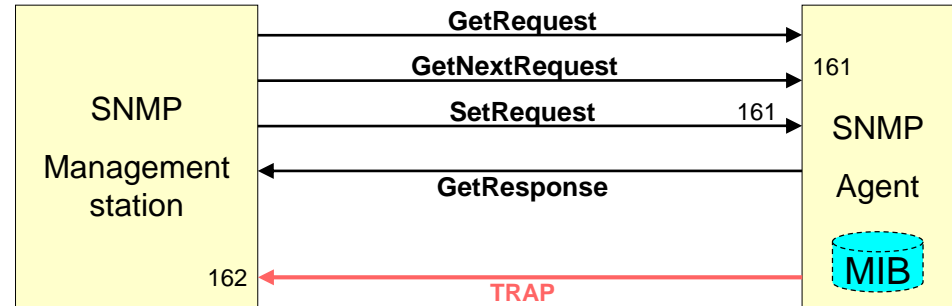 GetRequest
GetNextRequest
161
SetRequest
161
SNMP
Management
station
SNMP
Agent
GetResponse
162
TRAP
MIB